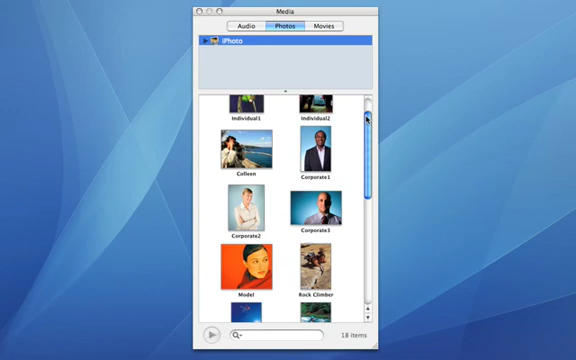 Media
Audio Photos Movies
iPhoto
Individual1 Individual2
Colleen Corporate1
Corporate2 Corporate3
Model Rock Climber
18 items